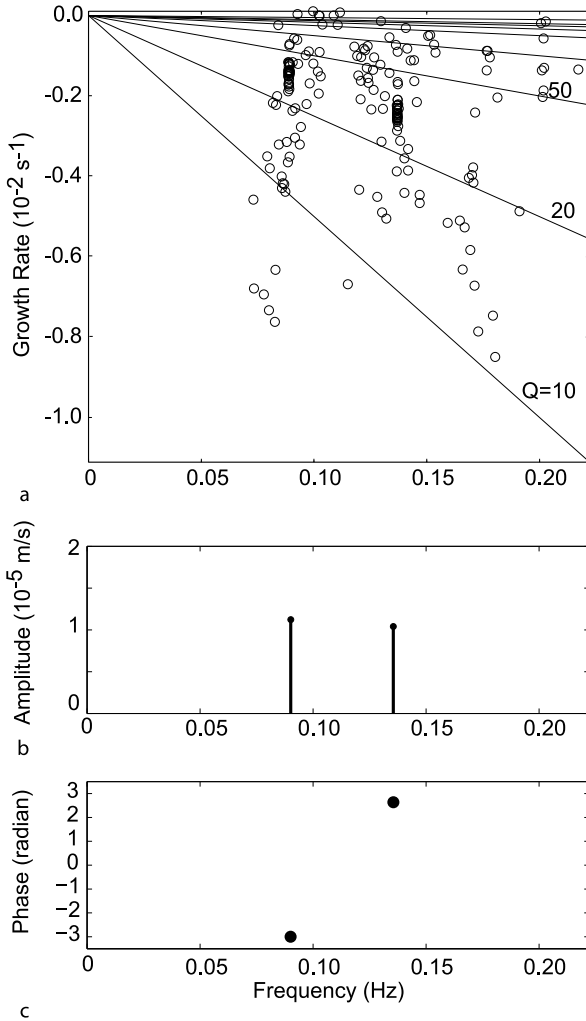 0.0
-0.2
-0.4
-0.6
-0.8
-1.0
Growth Rate (10⁻² s⁻¹)
50
20
Q=10
0 0.05 0.10 0.15 0.20
a
2
1
0
Amplitude (10⁻⁵ m/s)
0 0.05 0.10 0.15 0.20
b
3
2
1
0
−1
−2
−3
Phase (radian)
0 0.05 0.10 0.15 0.20
Frequency (Hz)
c